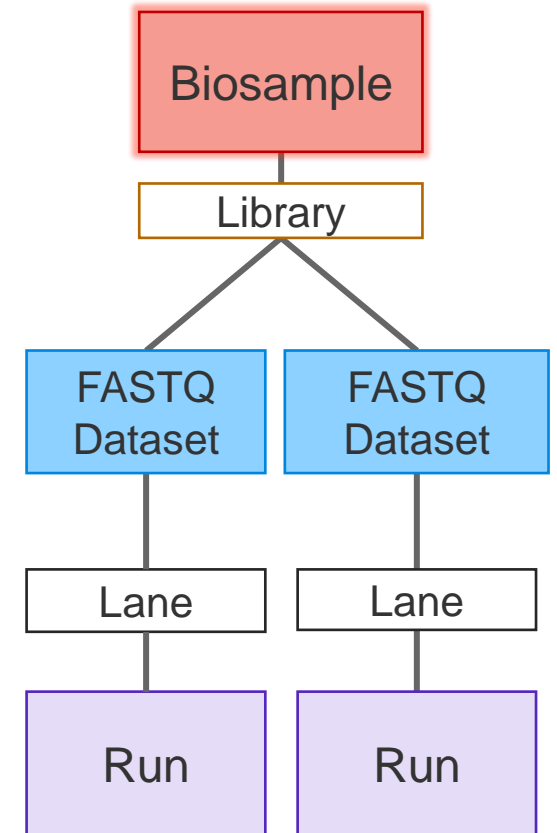 Biosample
Library
FASTQ
Dataset
FASTQ
Dataset
Lane
Lane
Run
Run